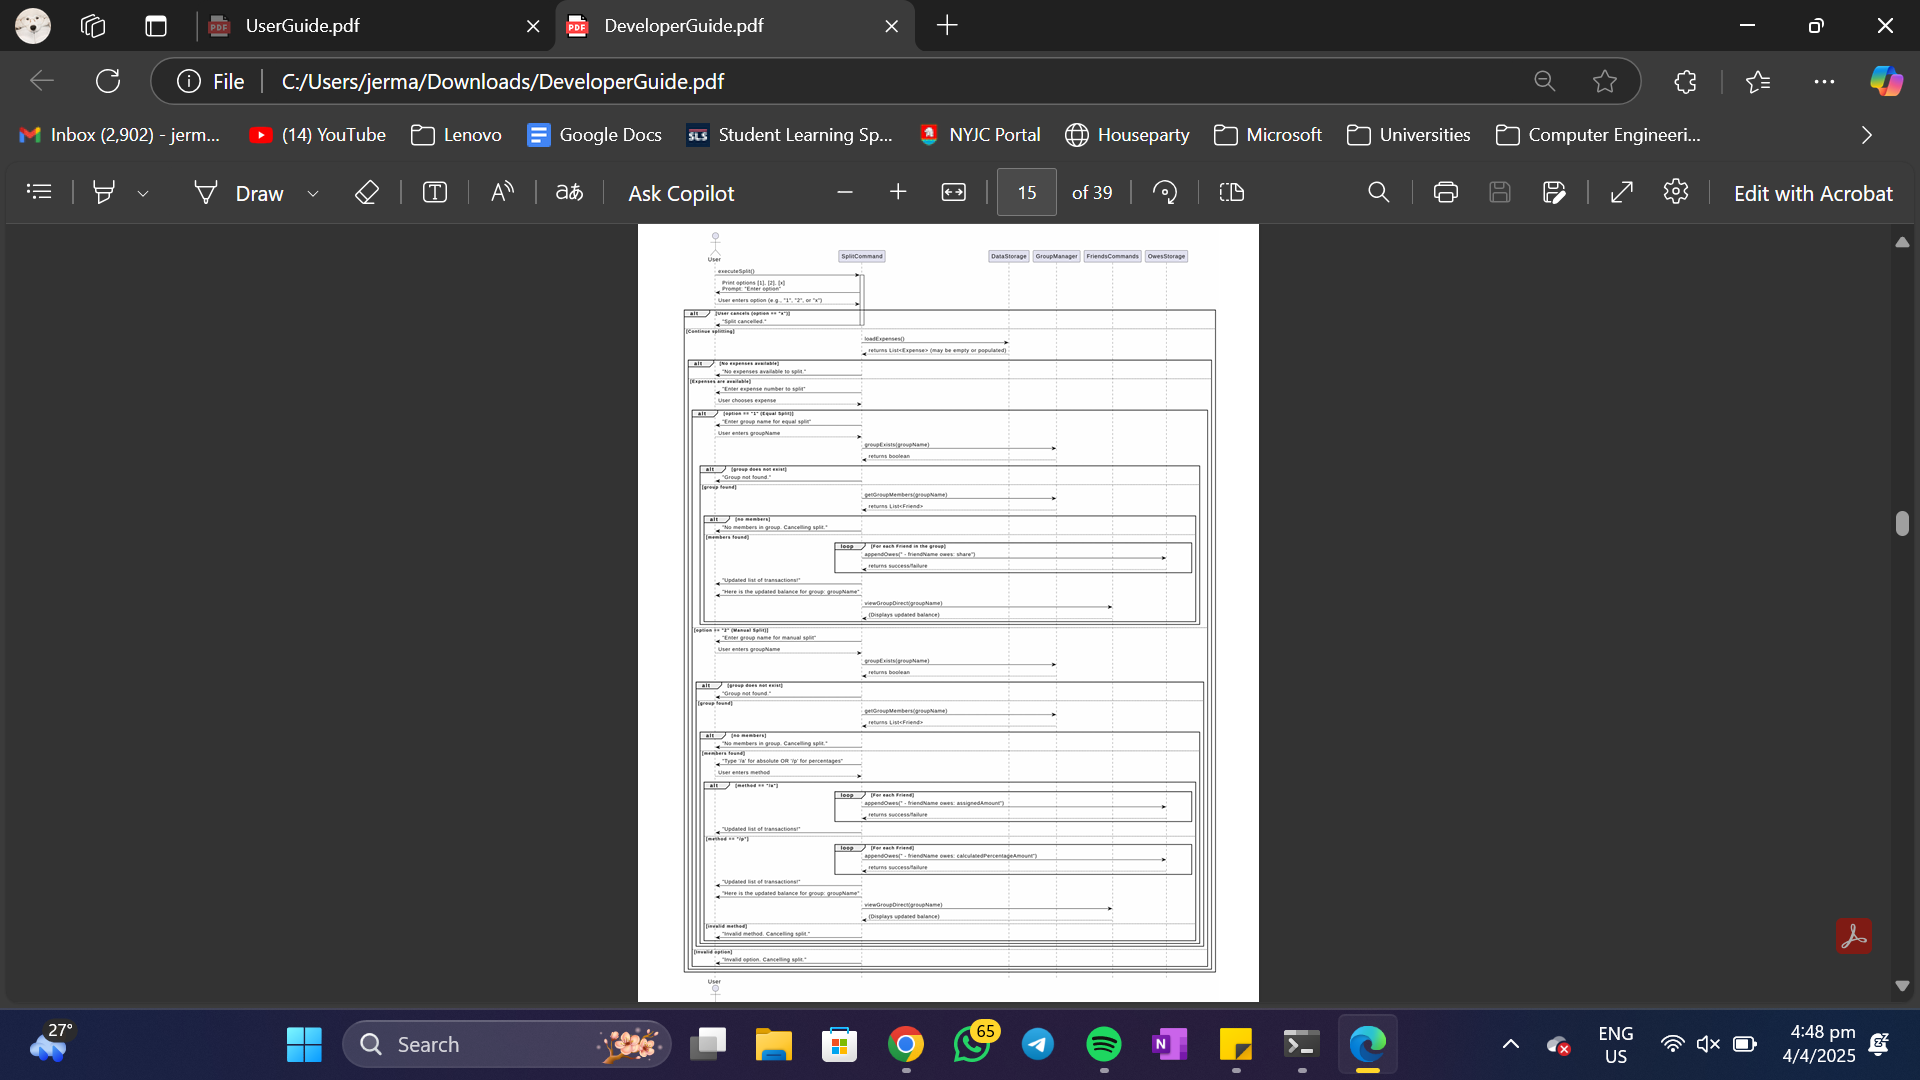 UserGuide.pdf
DeveloperGuide.pdf
File
C:/Users/jerma/Downloads/DeveloperGuide.pdf
Inbox (2,902) - jerm...
(14) YouTube
Lenovo
Google Docs
Student Learning Sp...
NYJC Portal
Houseparty
Microsoft
Universities
Computer Engineeri...
Draw
Ask Copilot
15
of 39
Edit with Acrobat
User
SplitCommand
DataStorage
GroupManager
FriendsCommands
OwesStorage
executeSplit()
Print options [1], [2], [x]
Prompt: "Enter option"
User enters option (e.g., "1", "2", or "x")
alt
[User cancels (option == "x")]
"Split cancelled."
[Continue splitting]
loadExpenses()
returns List<Expense> (may be empty or populated)
alt
[No expenses available]
"No expenses available to split."
[Expenses are available]
"Enter expense number to split"
User chooses expense
alt
[option == "1" (Equal Split)]
"Enter group name for equal split"
User enters groupName
groupExists(groupName)
returns boolean
alt
[group does not exist]
"Group not found."
[group found]
getGroupMembers(groupName)
returns List<Friend>
alt
[no members]
"No members in group. Cancelling split."
[members found]
loop
[For each Friend in the group]
appendOwes(" - friendName owes: share")
returns success/failure
"Updated list of transactions!"
"Here is the updated balance for group: groupName"
viewGroupDirect(groupName)
(Displays updated balance)
[option == "2" (Manual Split)]
"Enter group name for manual split"
User enters groupName
groupExists(groupName)
returns boolean
alt
[group does not exist]
"Group not found."
[group found]
getGroupMembers(groupName)
returns List<Friend>
alt
[no members]
"No members in group. Cancelling split."
[members found]
"Type '/a' for absolute OR '/p' for percentages"
User enters method
alt
[method == "/a"]
loop
[For each Friend]
appendOwes(" - friendName owes: assignedAmount")
returns success/failure
"Updated list of transactions!"
[method == "/p"]
loop
[For each Friend]
appendOwes(" - friendName owes: calculatedPercentageAmount")
returns success/failure
"Updated list of transactions!"
"Here is the updated balance for group: groupName"
viewGroupDirect(groupName)
(Displays updated balance)
[invalid method]
"Invalid method. Cancelling split."
[invalid option]
"Invalid option. Cancelling split."
User
27°
Search
65
ENG
US
4:48 pm
4/4/2025